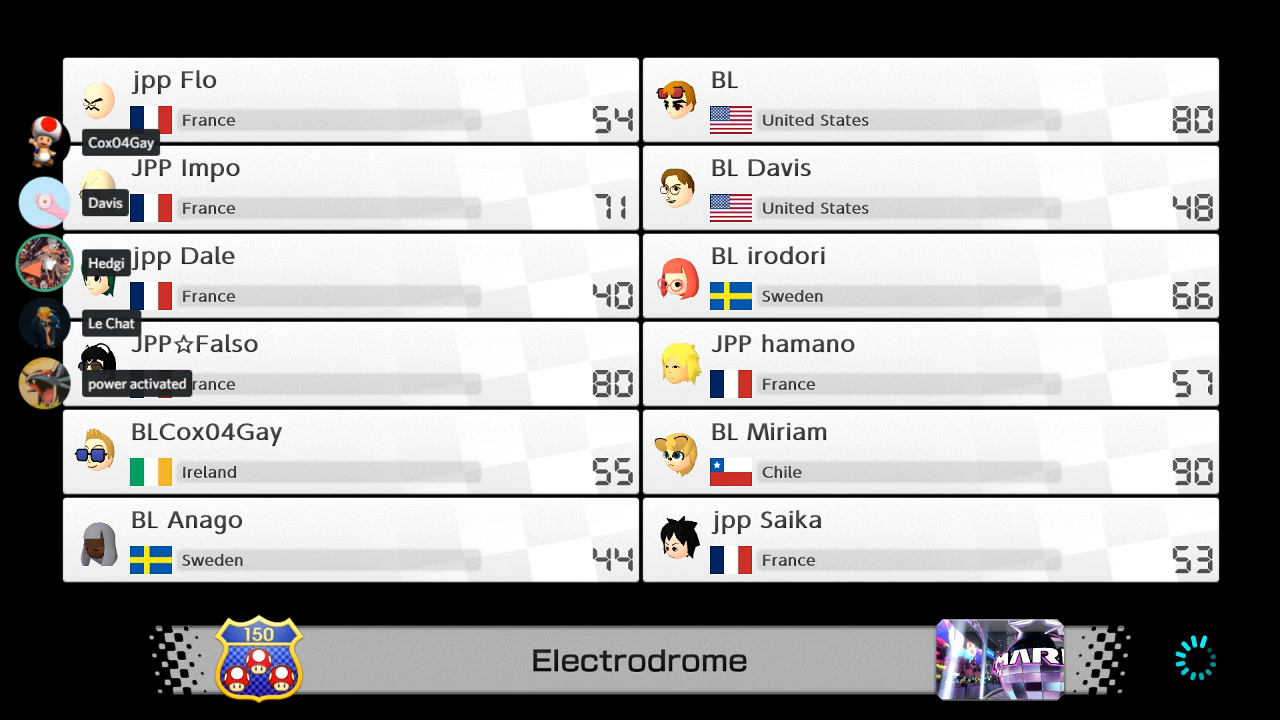 jpp Flo
France
54
Cox04Gay
JPP Impo
France
71
Davis
jpp Dale
France
40
Hedgi
JPP☆Falso
rance
80
Le Chat
power activated
BLCox04Gay
Ireland
55
BL Anago
Sweden
44
BL
United States
80
BL Davis
United States
48
BL irodori
Sweden
66
JPP hamano
France
57
BL Miriam
Chile
90
jpp Saika
France
53
150
Electrodrome
MARI